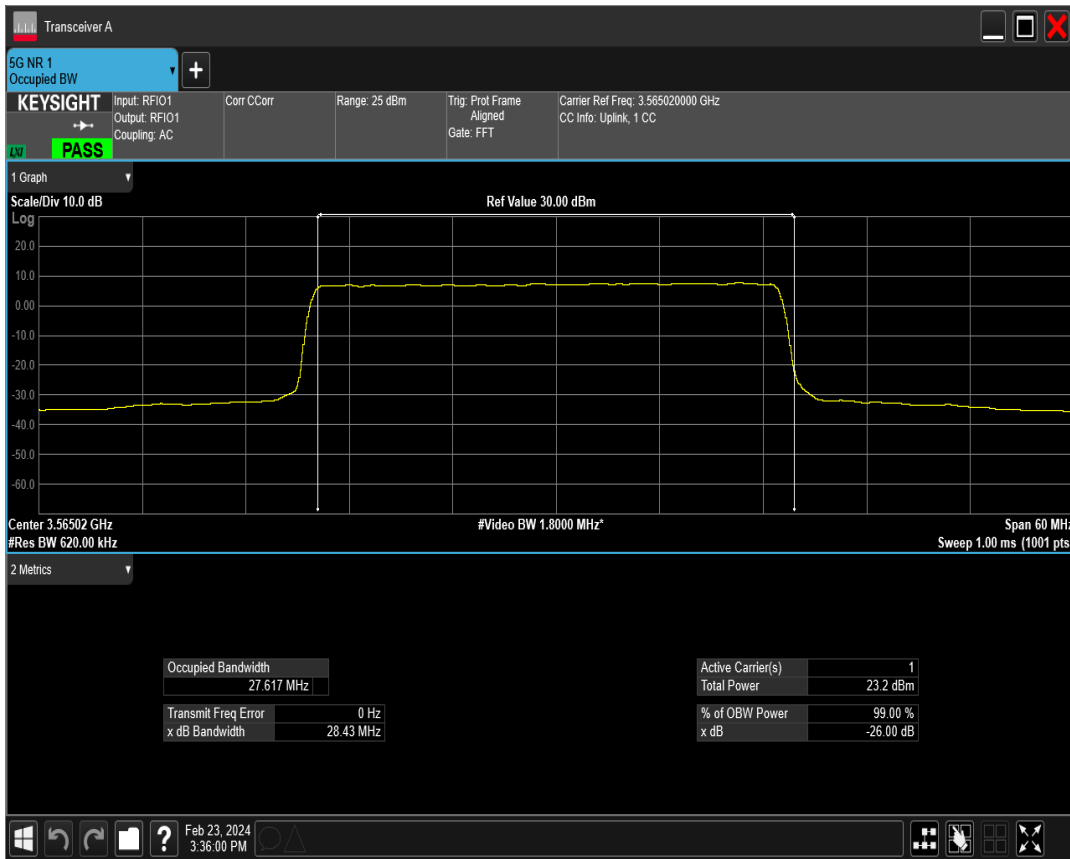 Transceiver A
5G NR 1
Occupied BW
+
KEYSIGHT
LXI
PASS
Input: RFIO1
Output: RFIO1
Coupling: AC
Corr CCorr
Range: 25 dBm
Trig: Prot Frame
Aligned
Gate: FFT
Carrier Ref Freq: 3.565020000 GHz
CC Info: Uplink, 1 CC
1 Graph
Scale/Div 10.0 dB
Ref Value 30.00 dBm
Log
20.0
10.0
0.00
-10.0
-20.0
-30.0
-40.0
-50.0
-60.0
Center 3.56502 GHz
#Video BW 1.8000 MHz*
Span 60 MHz
#Res BW 620.00 kHz
Sweep 1.00 ms (1001 pts
2 Metrics
Occupied Bandwidth
27.617 MHz
Transmit Freq Error 0 Hz
x dB Bandwidth 28.43 MHz
Active Carrier(s) 1
Total Power 23.2 dBm
% of OBW Power 99.00 %
x dB -26.00 dB
?
Feb 23, 2024
3:36:00 PM